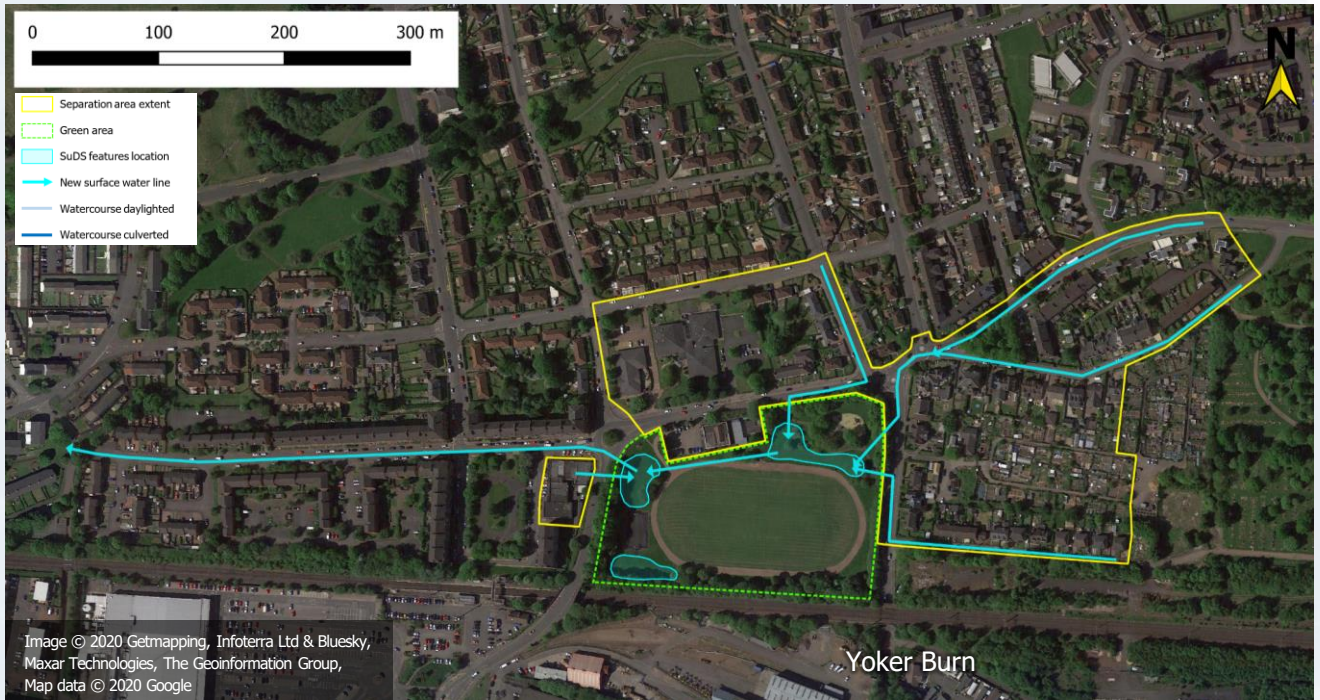 0 100 200 300 m
Separation area extent
Green area
SuDS features location
New surface water line
Watercourse daylighted
Watercourse culverted
N
Image © 2020 Getmapping, Infoterra Ltd & Bluesky,
Maxar Technologies, The Geoinformation Group,
Map data © 2020 Google
Yoker Burn